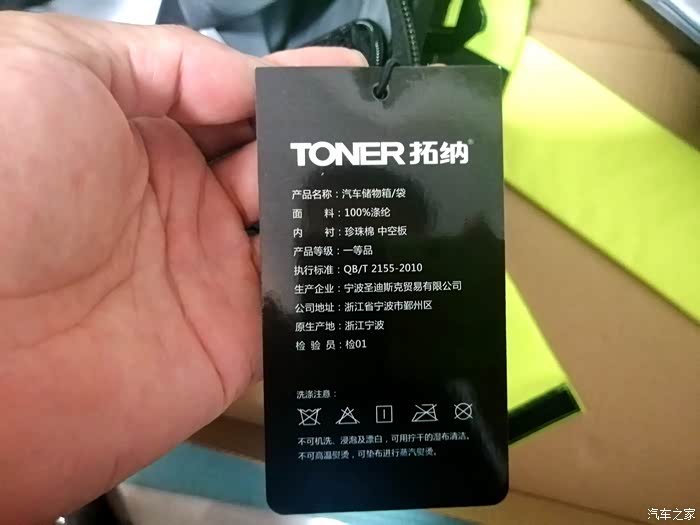 TONER拓纳®
产品名称：汽车储物箱/袋
面 料：100%涤纶
内 衬：珍珠棉 中空板
产品等级：一等品
执行标准：QB/T 2155-2010
生产企业：宁波圣迪斯克贸易有限公司
公司地址：浙江省宁波市鄞州区
原生产地：浙江宁波
检 验 员：检01
洗涤注意：
不可机洗、浸泡及漂白，可用拧干的湿布清洁。
不可高温熨烫，可垫布进行蒸汽熨烫。
汽车之家